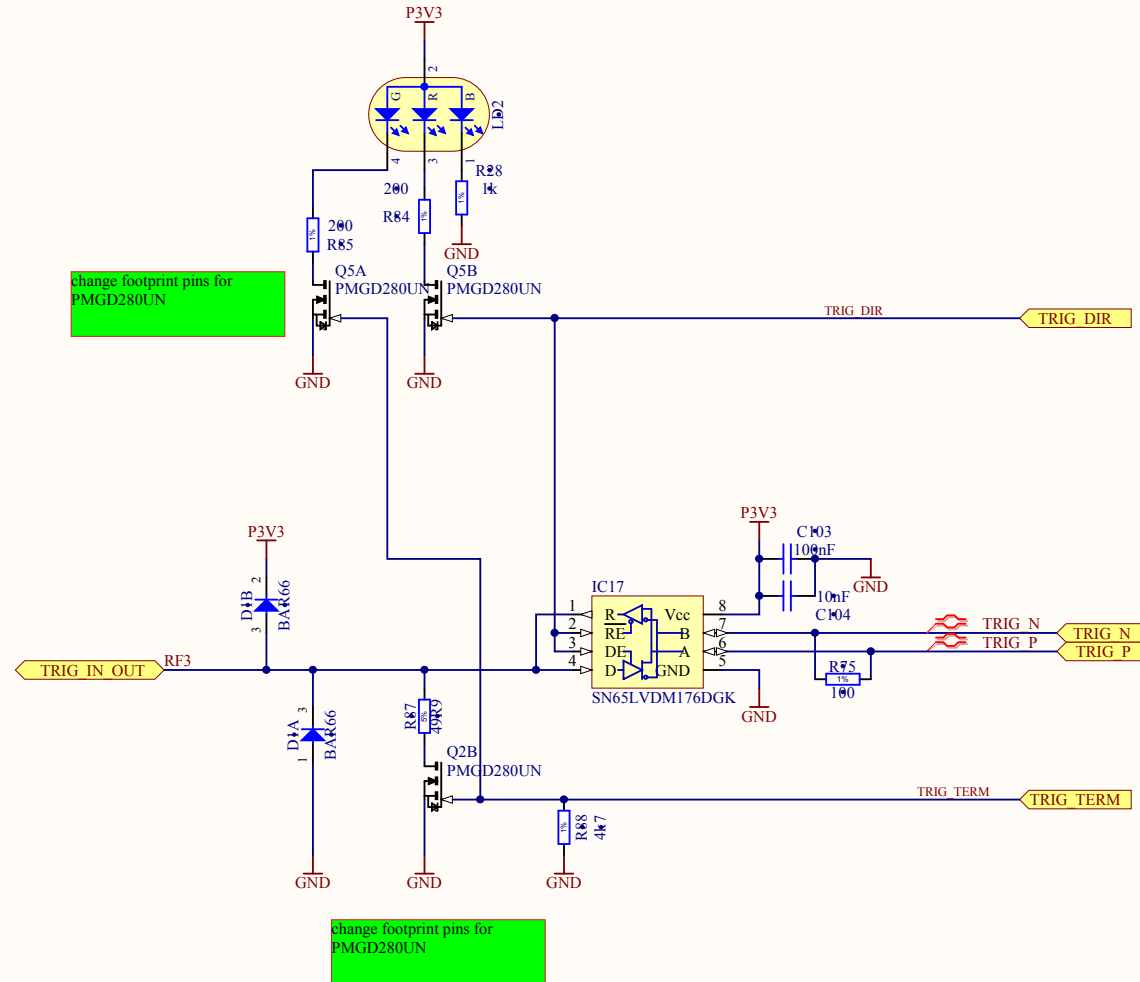 P3V3
2
G R B
LD2
4 3 1
R28
1k
200
R84
200
R85
1%
1%
1%
GND
change footprint pins for
PMGD280UN
Q5A
PMGD280UN
Q5B
PMGD280UN
TRIG_DIR
TRIG_DIR
GND
GND
P3V3
C103
100nF
GND
10nF
C104
P3V3
2
D1B
BAR66
3
IC17
1 R Vcc 8
2 RE B 7
3 DE A 6
4 D GND 5
SN65LVDM176DGK
TRIG_N
TRIG_N
TRIG_P
TRIG_P
R75
1%
100
GND
TRIG_IN_OUT
RF3
3
D1A
BAR66
1
R87
5%
49R9
Q2B
PMGD280UN
TRIG_TERM
TRIG_TERM
1%
R88
4k7
GND
GND
GND
change footprint pins for
PMGD280UN